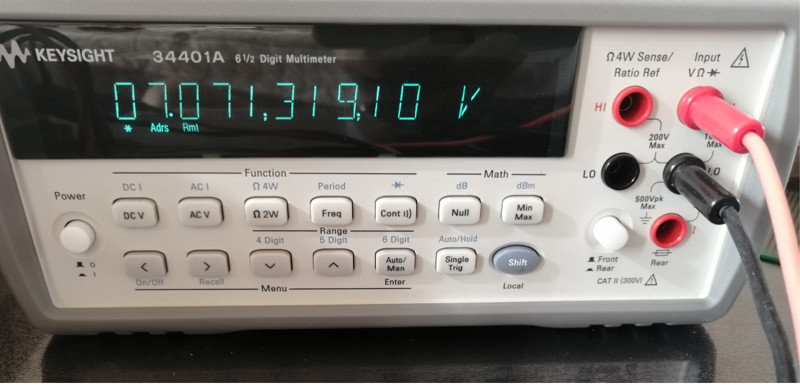 KEYSIGHT 34401A 6½ Digit Multimeter
07.071,319,10 V
* Adrs Rmt
Ω 4W Sense/ Ratio Ref
Input VΩ
HI
200V Max
LO
LO
500Vpk Max
I
Front
Rear
Rear
CAT II (300V)
Power
Function
Math
DC I AC I Ω 4W Period dB dBm
DC V AC V Ω 2W Freq Cont Null Min Max
Range
4 Digit 5 Digit 6 Digit Auto/Hold
< > Auto/ Man Single Trig Shift
On/Off Recall Enter Local
Menu